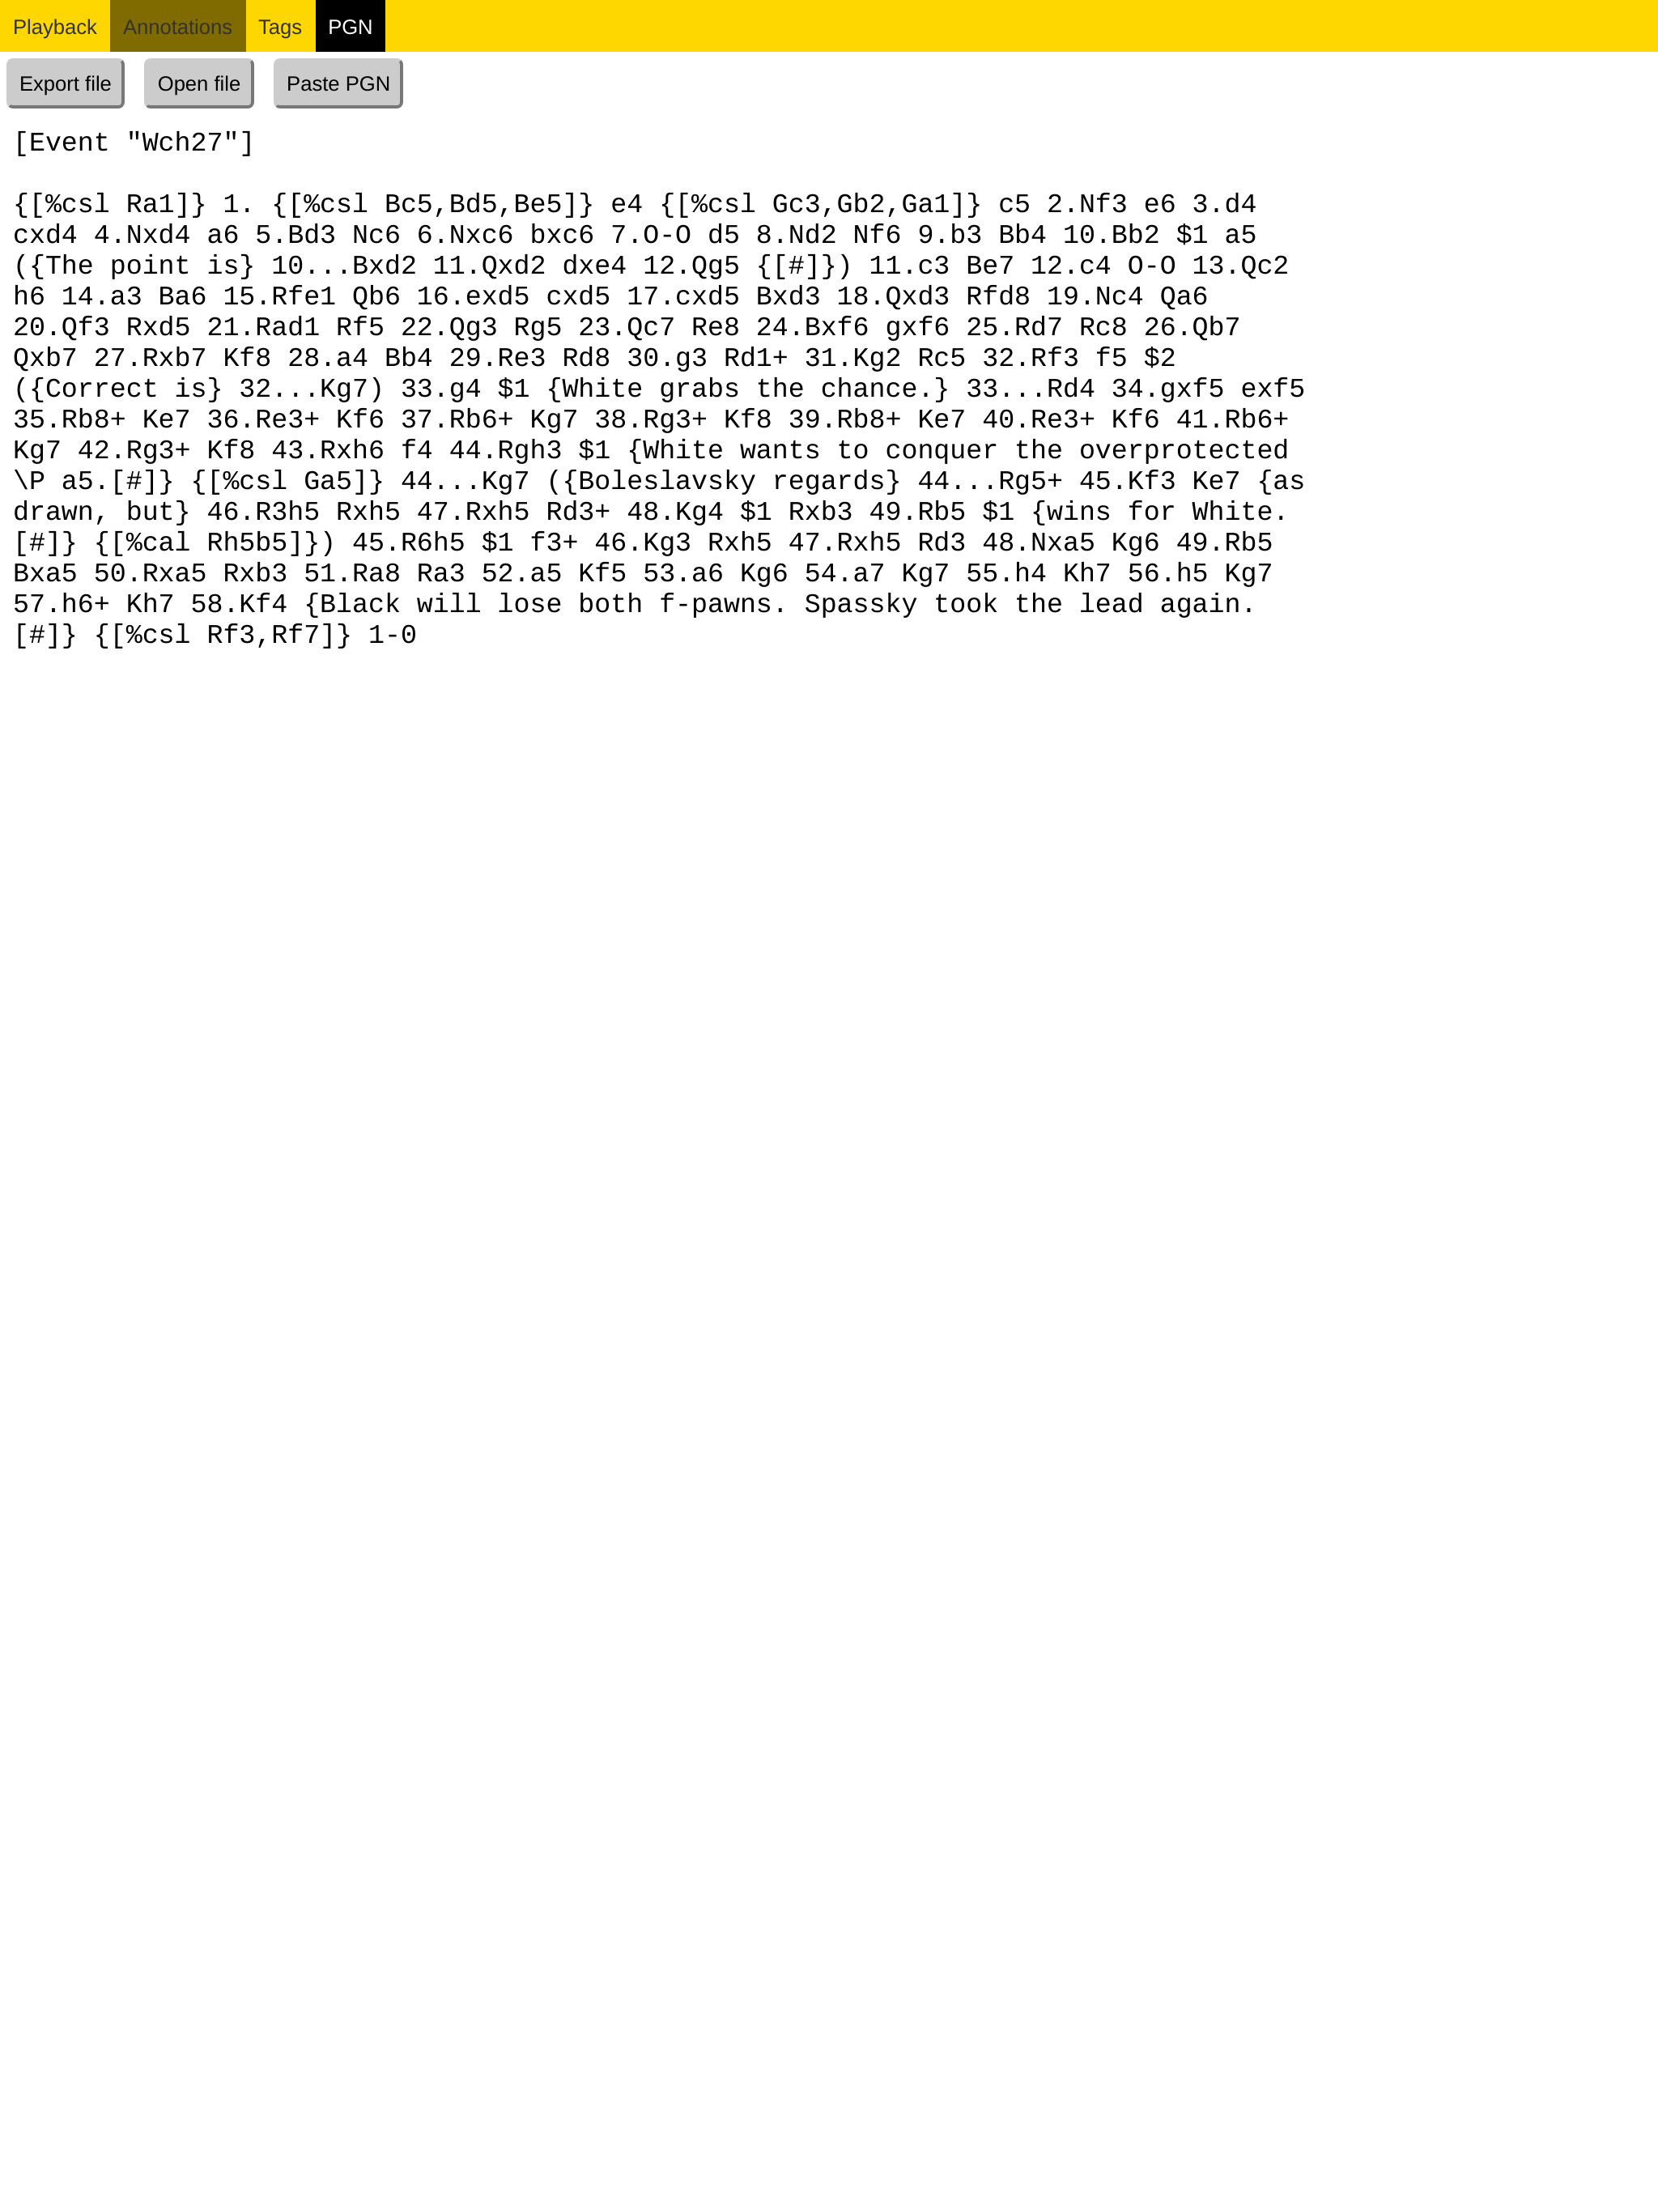 Playback Annotations Tags PGN
Export file Open file Paste PGN
[Event "Wch27"]
{[%csl Ra1]} 1. {[%csl Bc5,Bd5,Be5]} e4 {[%csl Gc3,Gb2,Ga1]} c5 2.Nf3 e6 3.d4
cxd4 4.Nxd4 a6 5.Bd3 Nc6 6.Nxc6 bxc6 7.O-O d5 8.Nd2 Nf6 9.b3 Bb4 10.Bb2 $1 a5
({The point is} 10...Bxd2 11.Qxd2 dxe4 12.Qg5 {[#]}) 11.c3 Be7 12.c4 O-O 13.Qc2
h6 14.a3 Ba6 15.Rfe1 Qb6 16.exd5 cxd5 17.cxd5 Bxd3 18.Qxd3 Rfd8 19.Nc4 Qa6
20.Qf3 Rxd5 21.Rad1 Rf5 22.Qg3 Rg5 23.Qc7 Re8 24.Bxf6 gxf6 25.Rd7 Rc8 26.Qb7
Qxb7 27.Rxb7 Kf8 28.a4 Bb4 29.Re3 Rd8 30.g3 Rd1+ 31.Kg2 Rc5 32.Rf3 f5 $2
({Correct is} 32...Kg7) 33.g4 $1 {White grabs the chance.} 33...Rd4 34.gxf5 exf5
35.Rb8+ Ke7 36.Re3+ Kf6 37.Rb6+ Kg7 38.Rg3+ Kf8 39.Rb8+ Ke7 40.Re3+ Kf6 41.Rb6+
Kg7 42.Rg3+ Kf8 43.Rxh6 f4 44.Rgh3 $1 {White wants to conquer the overprotected
\P a5.[#]} {[%csl Ga5]} 44...Kg7 ({Boleslavsky regards} 44...Rg5+ 45.Kf3 Ke7 {as
drawn, but} 46.R3h5 Rxh5 47.Rxh5 Rd3+ 48.Kg4 $1 Rxb3 49.Rb5 $1 {wins for White.
[#]} {[%cal Rh5b5]}) 45.R6h5 $1 f3+ 46.Kg3 Rxh5 47.Rxh5 Rd3 48.Nxa5 Kg6 49.Rb5
Bxa5 50.Rxa5 Rxb3 51.Ra8 Ra3 52.a5 Kf5 53.a6 Kg6 54.a7 Kg7 55.h4 Kh7 56.h5 Kg7
57.h6+ Kh7 58.Kf4 {Black will lose both f-pawns. Spassky took the lead again.
[#]} {[%csl Rf3,Rf7]} 1-0